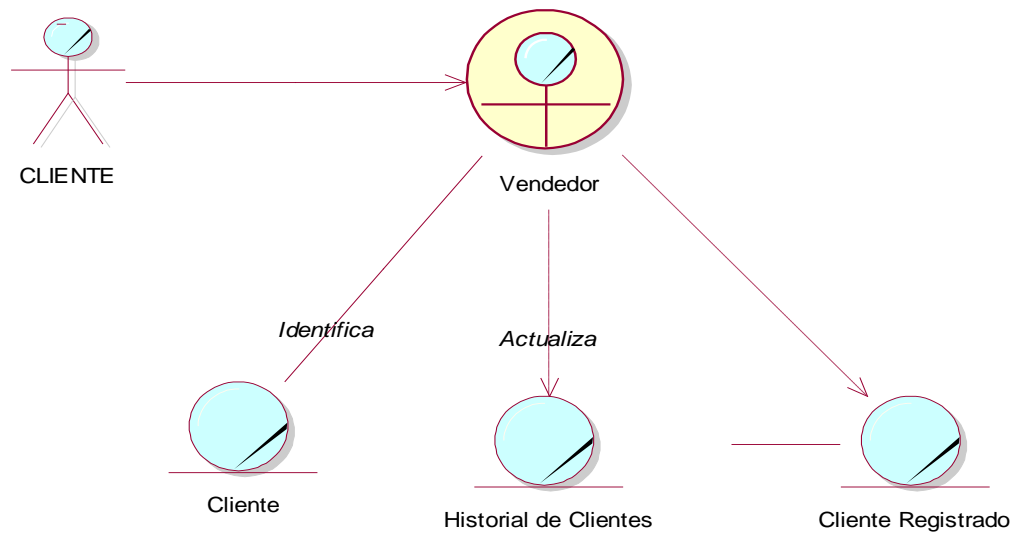 CLIENTE
Vendedor
Identifica
Actualiza
Cliente
Historial de Clientes
Cliente Registrado